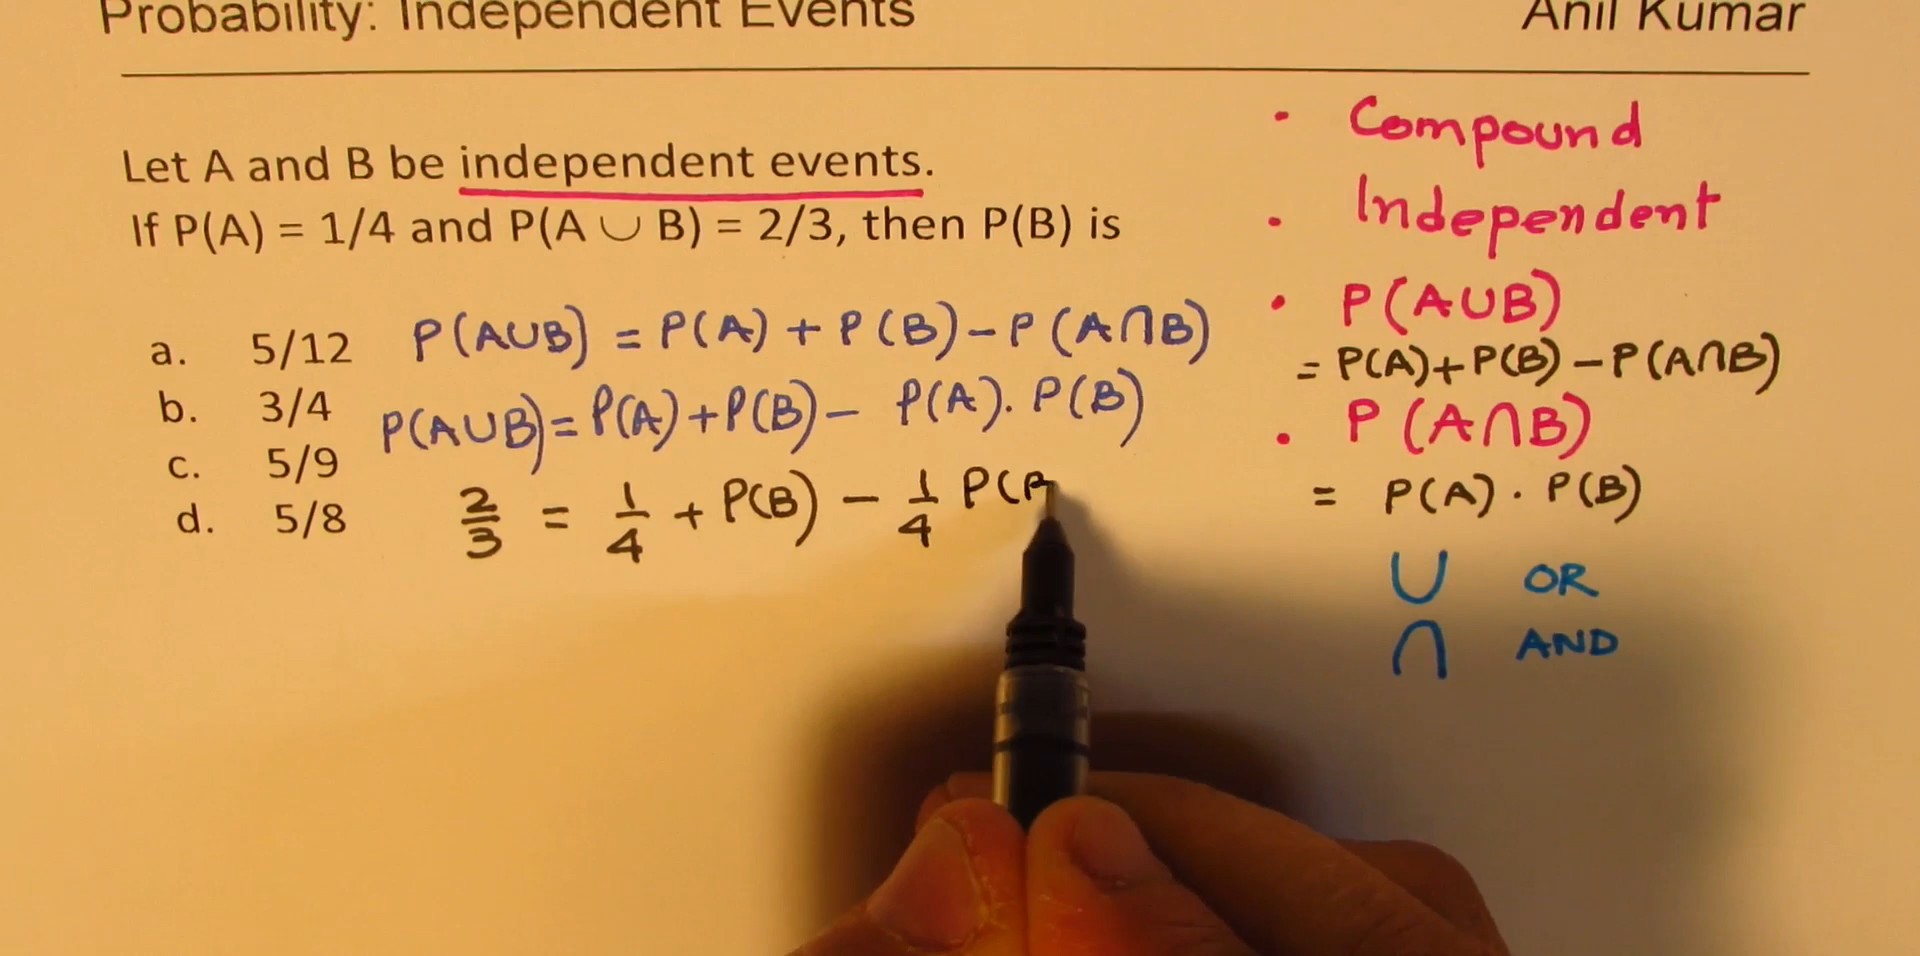 Probability: Independent Events Anil Kumar
Let A and B be independent events.
If P(A) = 1/4 and P(A ∪ B) = 2/3, then P(B) is
a. 5/12
b. 3/4
c. 5/9
d. 5/8
P(A∪B) = P(A) + P(B) - P(A∩B)
P(A∪B) = P(A) + P(B) - P(A) . P(B)
2/3 = 1/4 + P(B) - 1/4 P(B
• Compound
• Independent
• P(A∪B)
= P(A) + P(B) - P(A∩B)
• P(A∩B)
= P(A) . P(B)
∪ OR
∩ AND